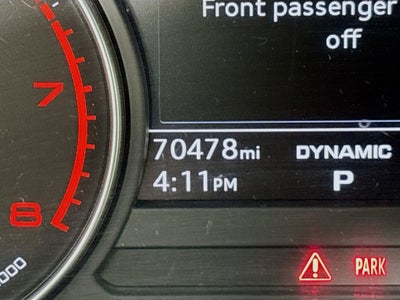 Front passenger
off
7
70478mi DYNAMIC
4:11PM P
8
PARK